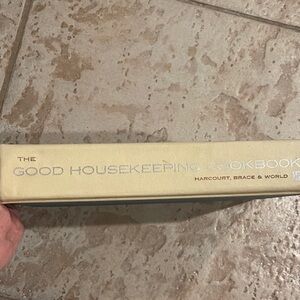 THE
GOOD HOUSEKEEPING COOKBOOK
HARCOURT, BRACE & WORLD